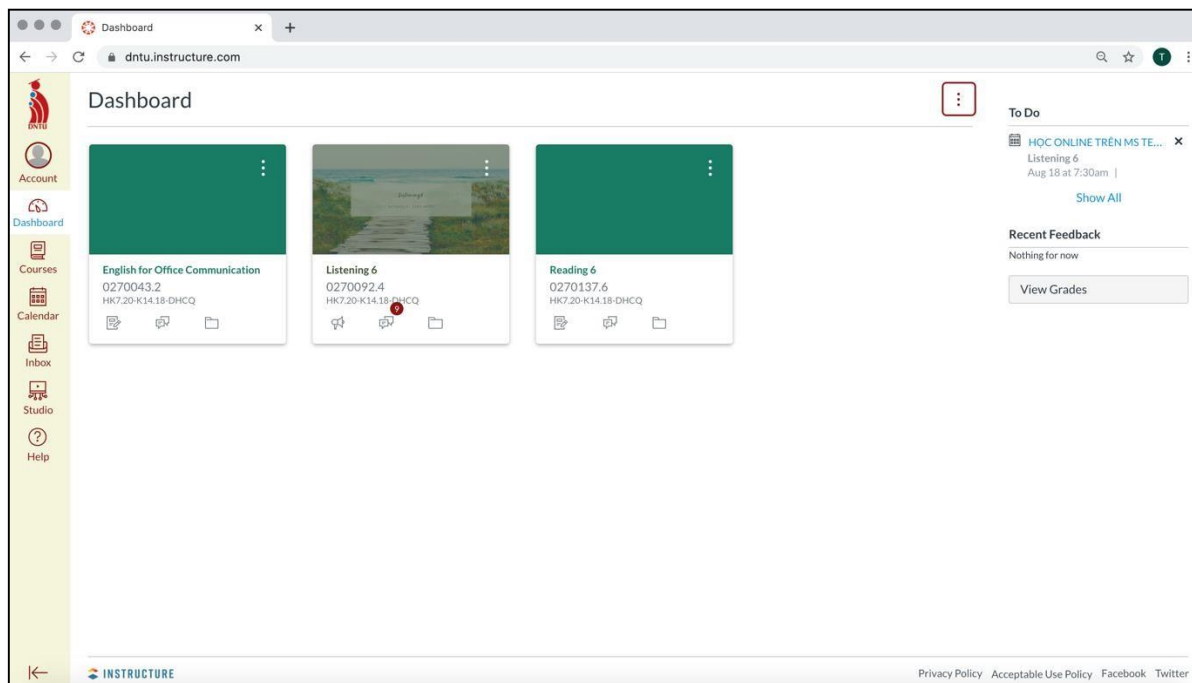 Dashboard
dntu.instructure.com
T
DNTU
Account
Dashboard
Courses
Calendar
Inbox
Studio
Help
Dashboard
English for Office Communication
0270043.2
HK7.20-K14.18-DHCQ
Listening 6
0270092.4
HK7.20-K14.18-DHCQ
9
Reading 6
0270137.6
HK7.20-K14.18-DHCQ
To Do
HỌC ONLINE TRÊN MS TE...
Listening 6
Aug 18 at 7:30am |
Show All
Recent Feedback
Nothing for now
View Grades
INSTRUCTURE
Privacy Policy Acceptable Use Policy Facebook Twitter